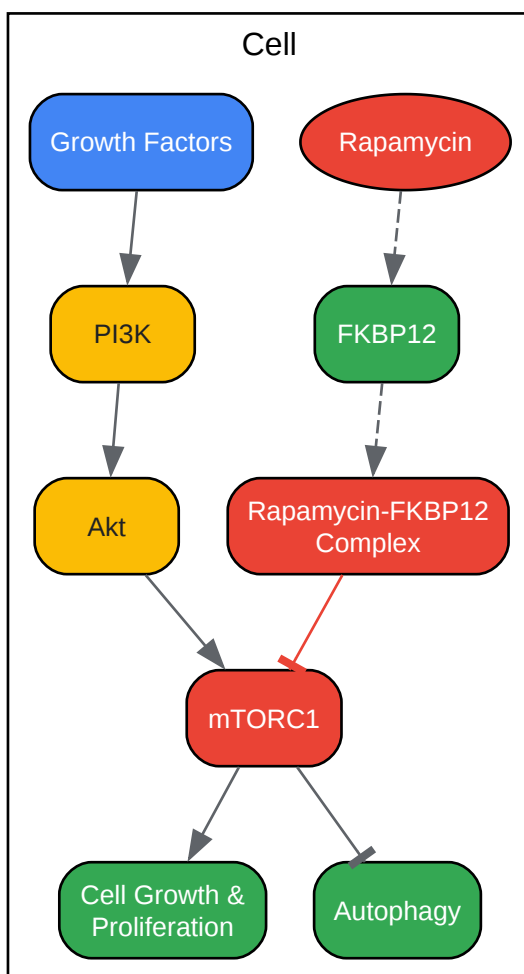 Cell
Growth Factors
Rapamycin
PI3K
FKBP12
Akt
Rapamycin-FKBP12
Complex
mTORC1
Cell Growth &
Proliferation
Autophagy